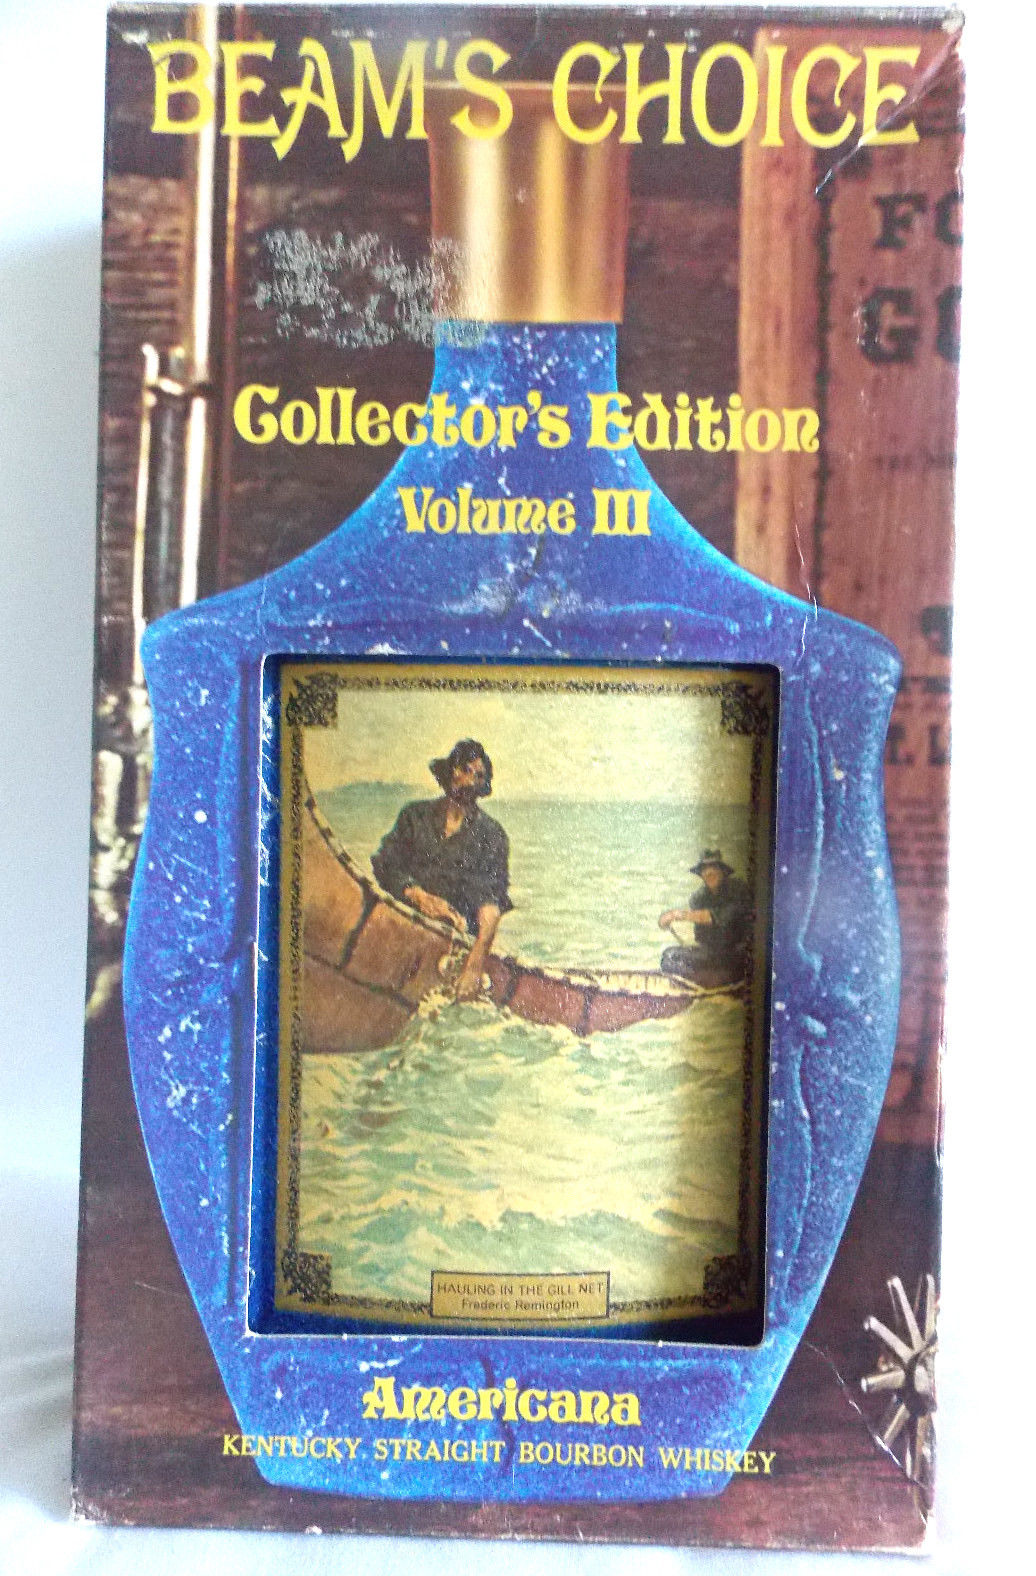 BEAM'S CHOICE
Collector's Edition
Volume III
HAULING IN THE GILL NET
Frederic Remington
Americana
KENTUCKY STRAIGHT BOURBON WHISKEY